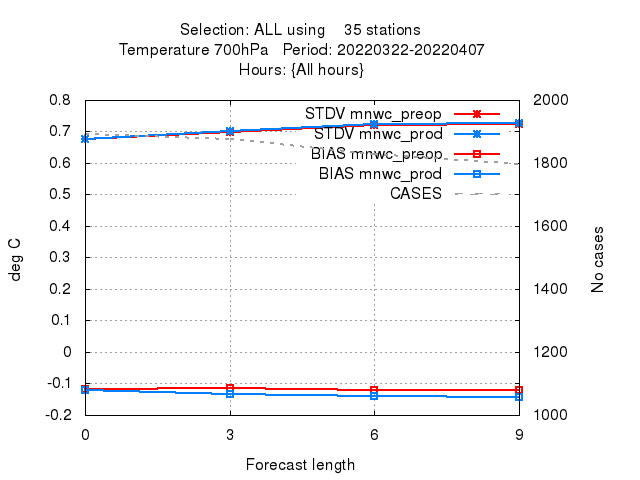 Selection: ALL using    35 stations
Temperature 700hPa   Period: 20220322-20220407
Hours: {All hours}
0.8 2000
STDV mnwc_preop
0.7 STDV mnwc_prod
BIAS mnwc_preop
0.6 1800
BIAS mnwc_prod
0.5 CASES
0.4 1600
0.3
deg C
No cases
0.2 1400
0.1
0 1200
-0.1
-0.2 1000
0 3 6 9
Forecast length